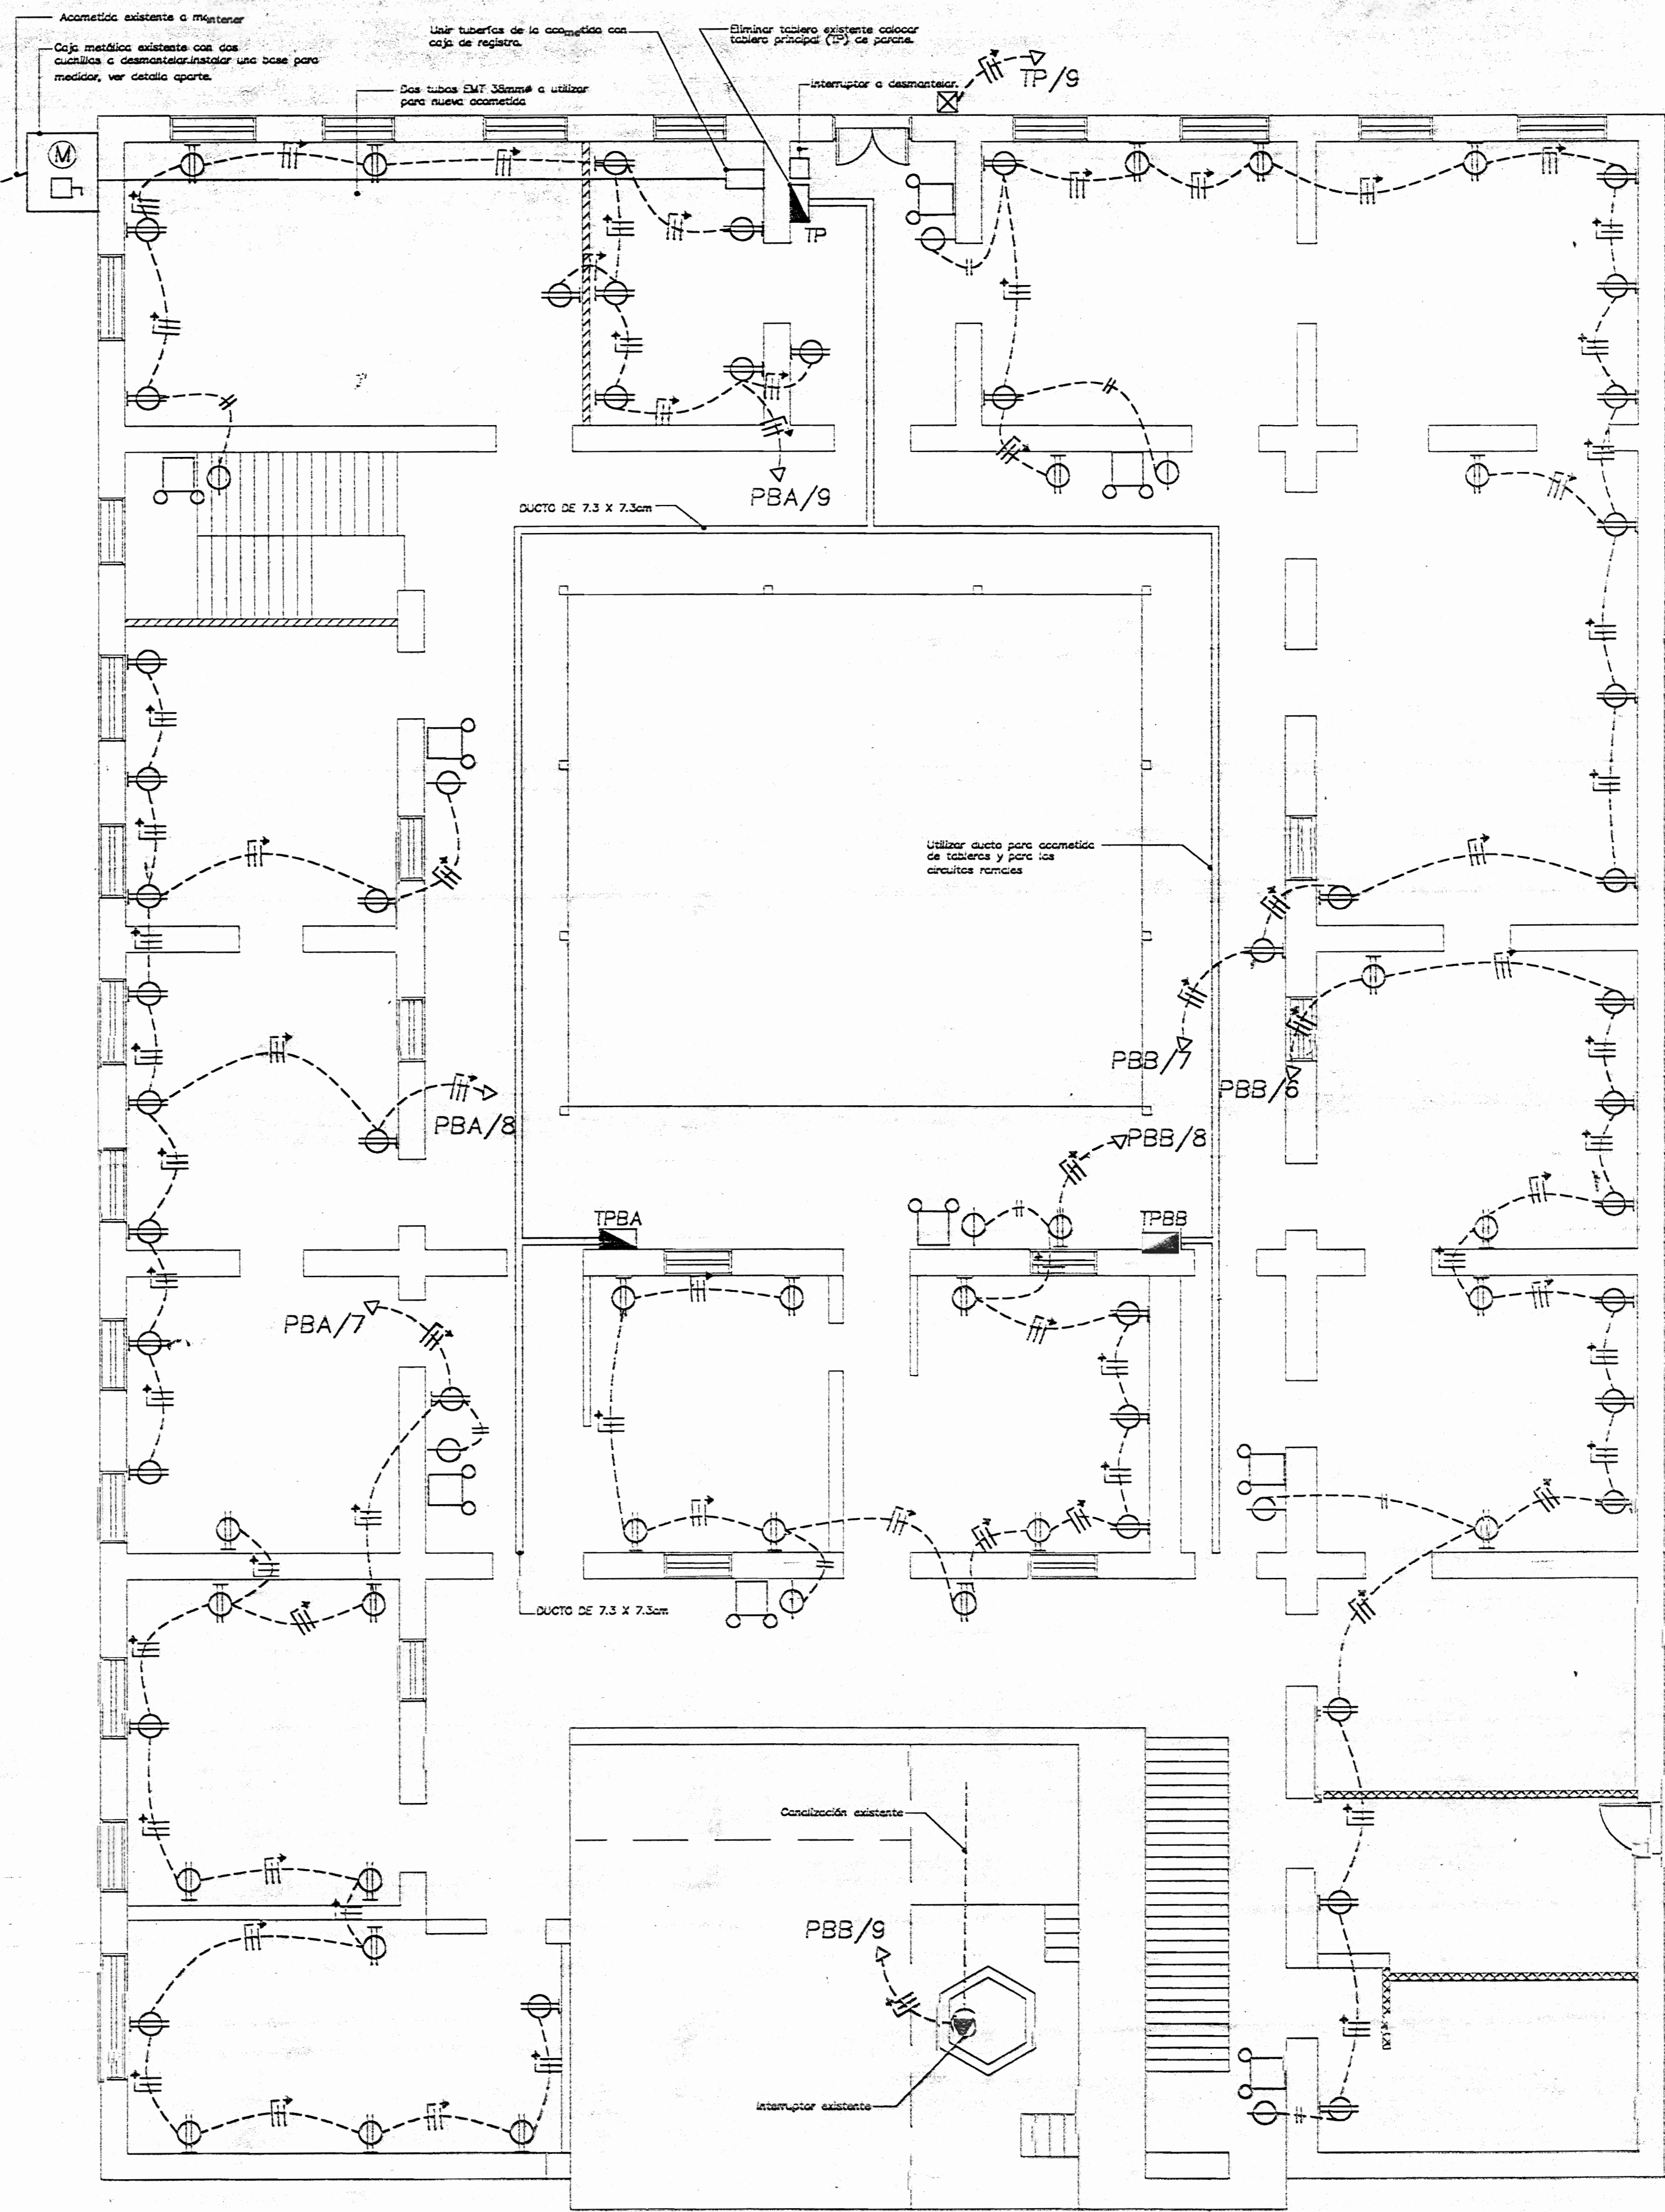 Acometida existente a mantener
Caja metálica existente con dos
cuchillas a desmantelar.instalar una base para
medidor, ver detalle aparte.
Unir tuberías de la acometida con
caja de registro.
Dos tubos EMT 38mmø a utilizar
para nueva acometida
Eliminar tablero existente colocar
tablero principal (TP) de parche.
Interruptor a desmantelar.
TP/9
M
TP
PBA/9
DUCTO DE 7.3 X 7.3cm
Utilizar ducto para acometida
de tableros y para los
circuitos ramales
PBB/7
PBB/6
PBA/8
PBB/8
TPBA
TPBB
PBA/7
DUCTO DE 7.3 X 7.3cm
Canalización existente
PBB/9
Interruptor existente